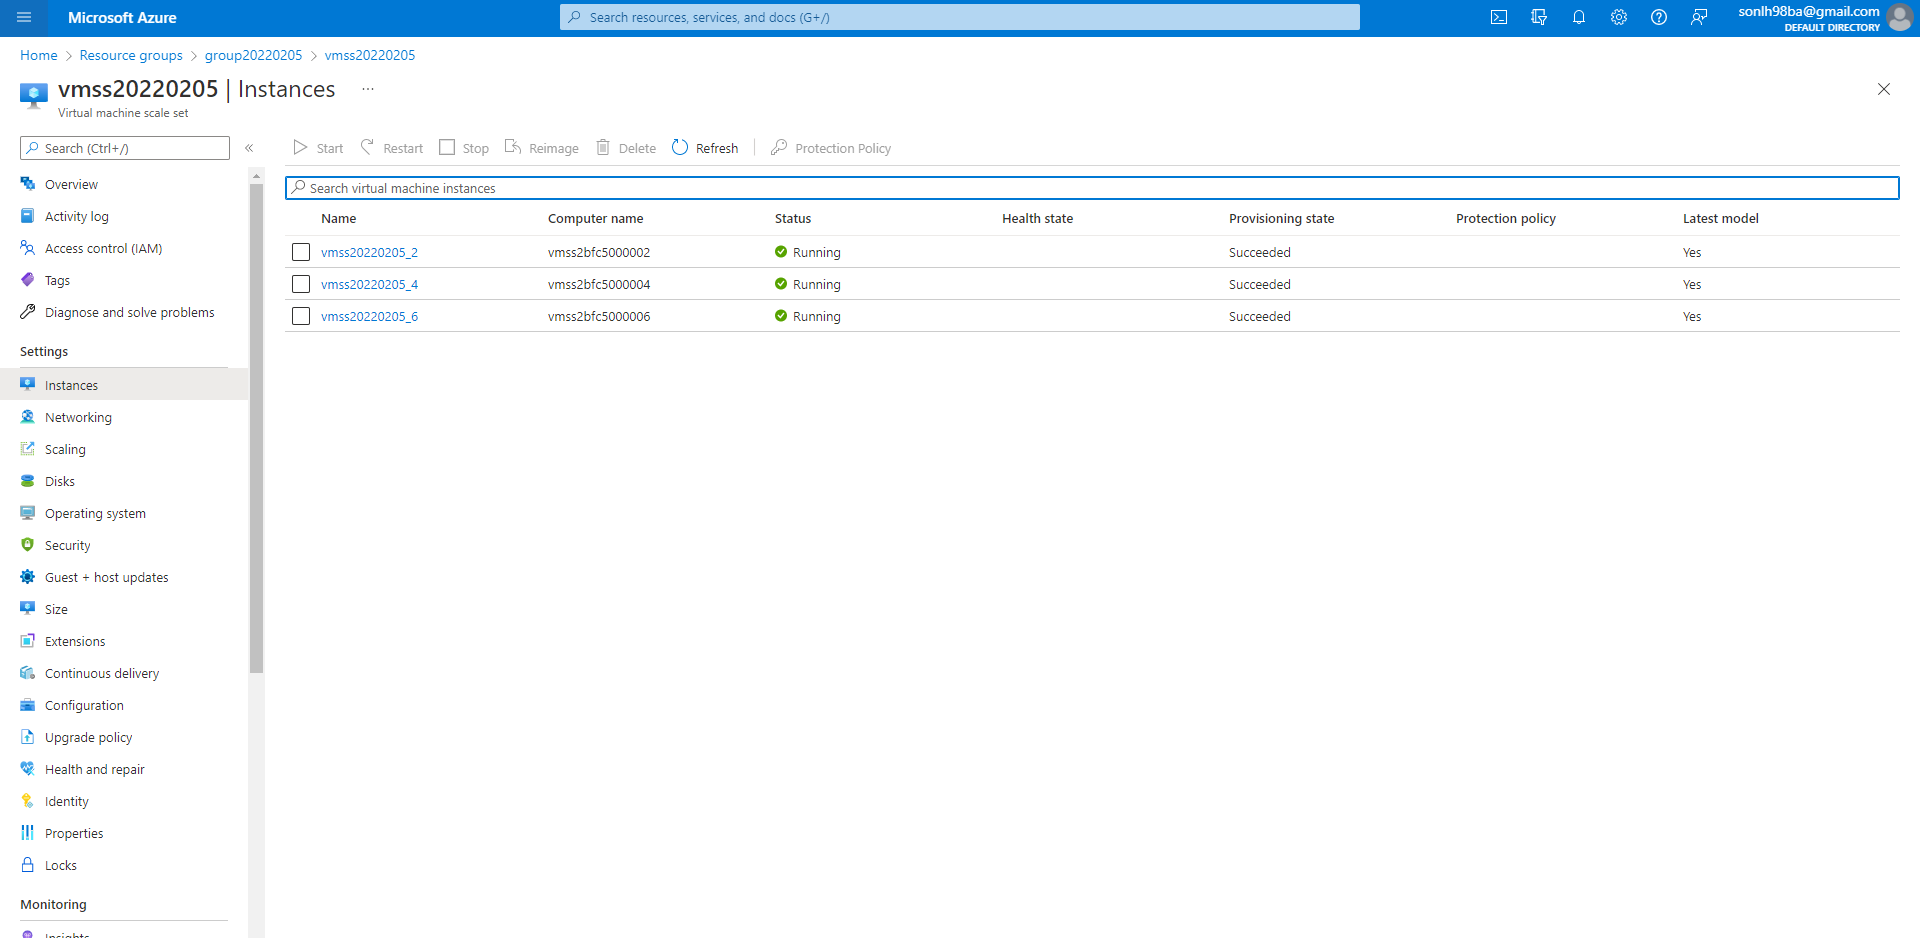 Microsoft Azure
Search resources, services, and docs (G+/)
sonlh98ba@gmail.com
DEFAULT DIRECTORY
Home > Resource groups > group20220205 > vmss20220205
vmss20220205 | Instances ...
Virtual machine scale set
Search (Ctrl+/) «
Start Restart Stop Reimage Delete Refresh Protection Policy
Search virtual machine instances
Name Computer name Status Health state Provisioning state Protection policy Latest model
vmss20220205_2 vmss2bfc5000002 Running Succeeded Yes
vmss20220205_4 vmss2bfc5000004 Running Succeeded Yes
vmss20220205_6 vmss2bfc5000006 Running Succeeded Yes
Overview
Activity log
Access control (IAM)
Tags
Diagnose and solve problems
Settings
Instances
Networking
Scaling
Disks
Operating system
Security
Guest + host updates
Size
Extensions
Continuous delivery
Configuration
Upgrade policy
Health and repair
Identity
Properties
Locks
Monitoring
Insights